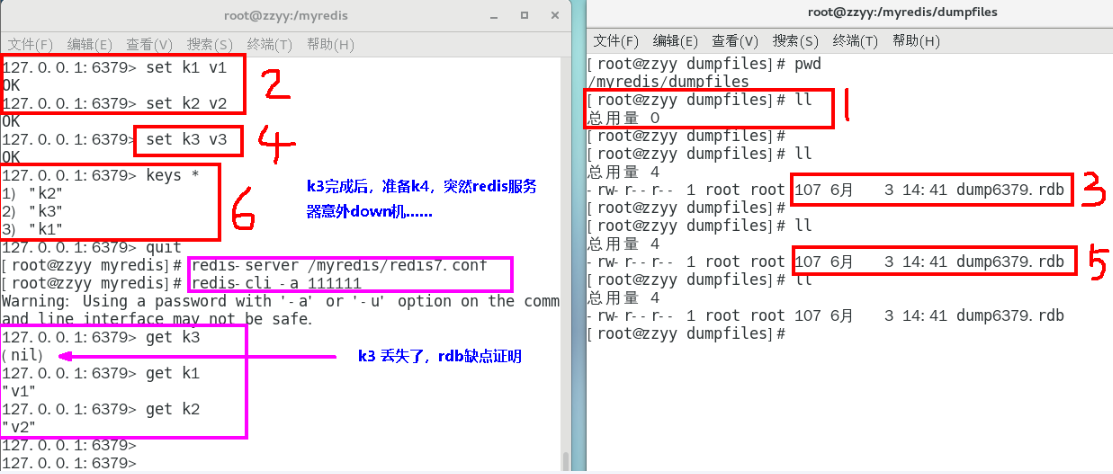 root@zzyy:/myredis
文件(F) 编辑(E) 查看(V) 搜索(S) 终端(T) 帮助(H)
127.0.0.1:6379> set k1 v1
OK
127.0.0.1:6379> set k2 v2
OK
127.0.0.1:6379> set k3 v3
OK
127.0.0.1:6379> keys *
1) "k2"
2) "k3"
3) "k1"
127.0.0.1:6379> quit
[root@zzyy myredis]# redis-server /myredis/redis7.conf
[root@zzyy myredis]# redis-cli -a 111111
Warning: Using a password with '-a' or '-u' option on the comm
and line interface may not be safe.
127.0.0.1:6379> get k3
(nil)
127.0.0.1:6379> get k1
"v1"
127.0.0.1:6379> get k2
"v2"
127.0.0.1:6379>
127.0.0.1:6379>
2
4
6
k3完成后，准备k4，突然redis服务
器意外down机......
k3 丢失了，rdb缺点证明
root@zzyy:/myredis/dumpfiles
文件(F) 编辑(E) 查看(V) 搜索(S) 终端(T) 帮助(H)
[root@zzyy dumpfiles]# pwd
/myredis/dumpfiles
[root@zzyy dumpfiles]# ll
总用量 0
[root@zzyy dumpfiles]#
[root@zzyy dumpfiles]# ll
总用量 4
-rw-r--r-- 1 root root 107 6月 3 14:41 dump6379.rdb
[root@zzyy dumpfiles]#
[root@zzyy dumpfiles]# ll
总用量 4
-rw-r--r-- 1 root root 107 6月 3 14:41 dump6379.rdb
[root@zzyy dumpfiles]# ll
总用量 4
-rw-r--r-- 1 root root 107 6月 3 14:41 dump6379.rdb
[root@zzyy dumpfiles]#
1
3
5